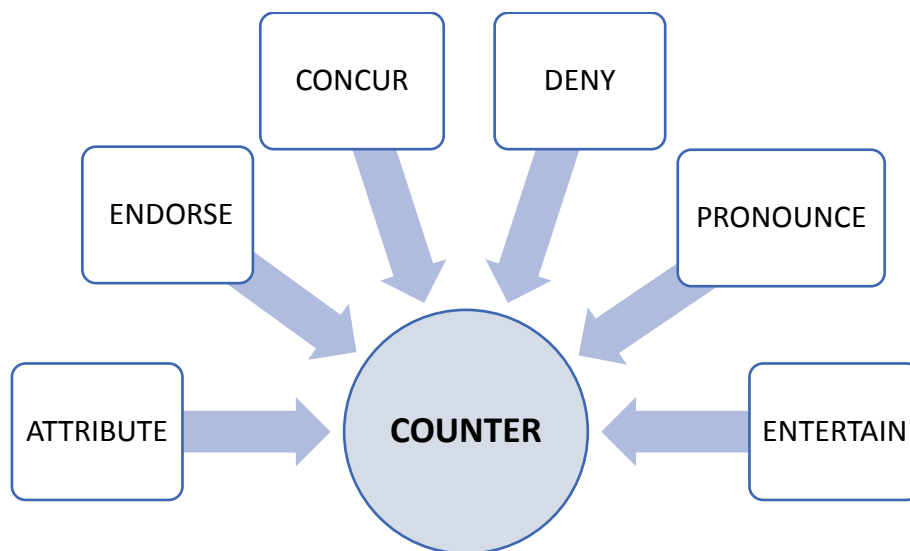 CONCUR
DENY
ENDORSE
PRONOUNCE
ATTRIBUTE
COUNTER
ENTERTAIN